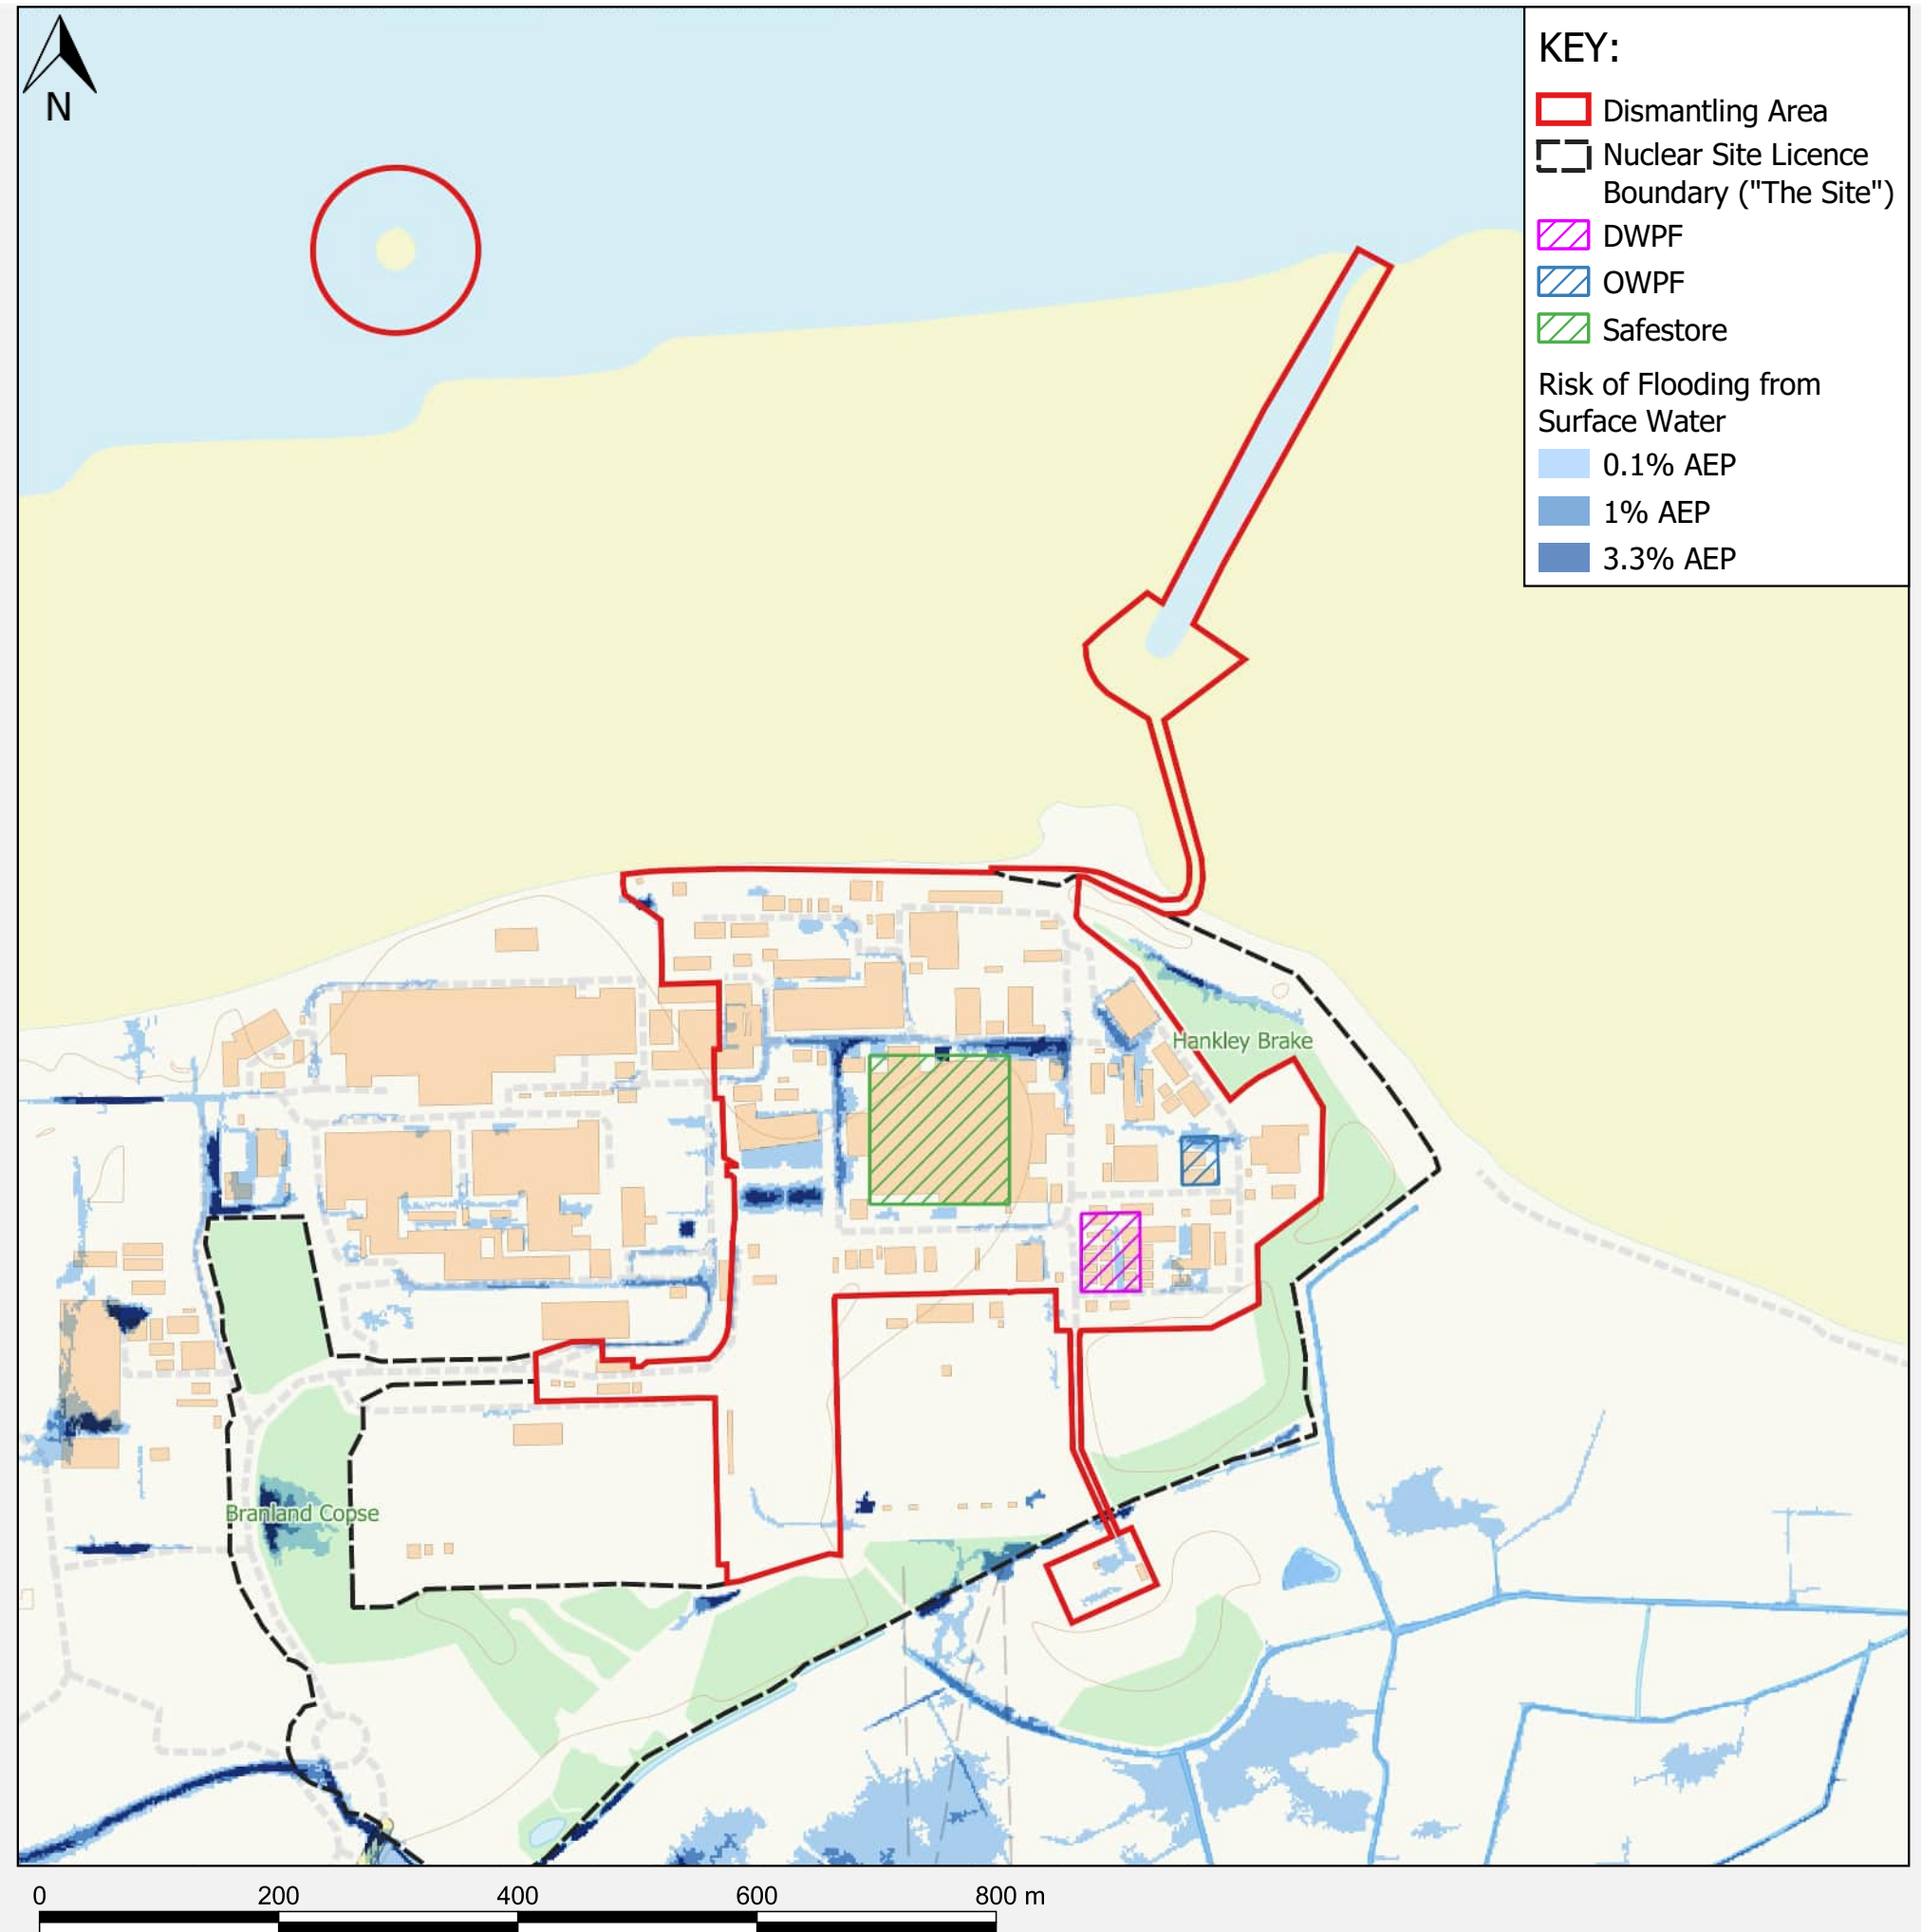 N
KEY:
Dismantling Area
Nuclear Site Licence
Boundary ("The Site")
DWPF
OWPF
Safestore
Risk of Flooding from
Surface Water
0.1% AEP
1% AEP
3.3% AEP
Hankley Brake
Branland Copse
0 200 400 600 800 m